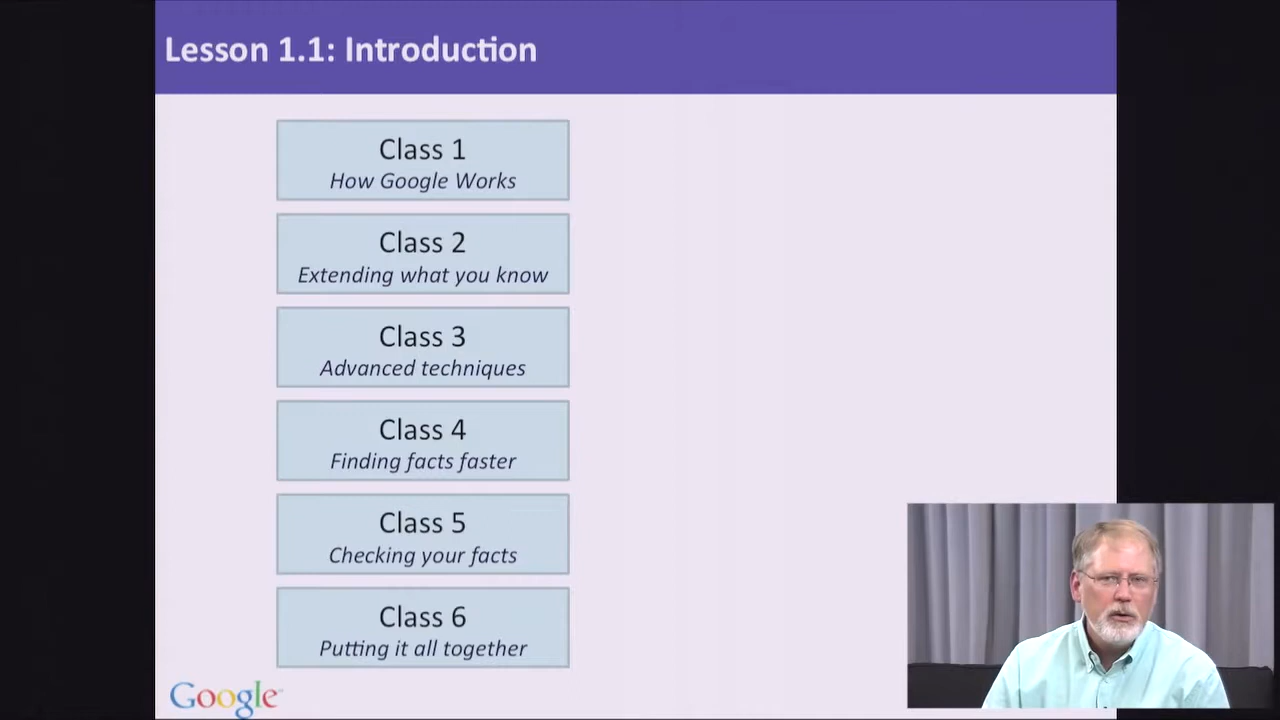 Lesson 1.1: Introduction
Class 1
How Google Works
Class 2
Extending what you know
Class 3
Advanced techniques
Class 4
Finding facts faster
Class 5
Checking your facts
Class 6
Putting it all together
Google